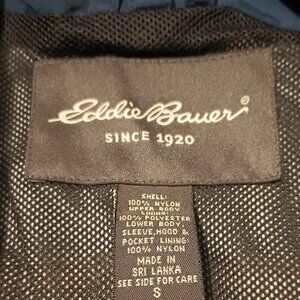 Eddie Bauer®
SINCE 1920
SHELL:
100% NYLON
UPPER BODY
LINING:
100% POLYESTER
LOWER BODY,
SLEEVE, HOOD &
POCKET LINING:
100% NYLON
MADE IN
SRI LANKA
SEE SIDE FOR CARE
S